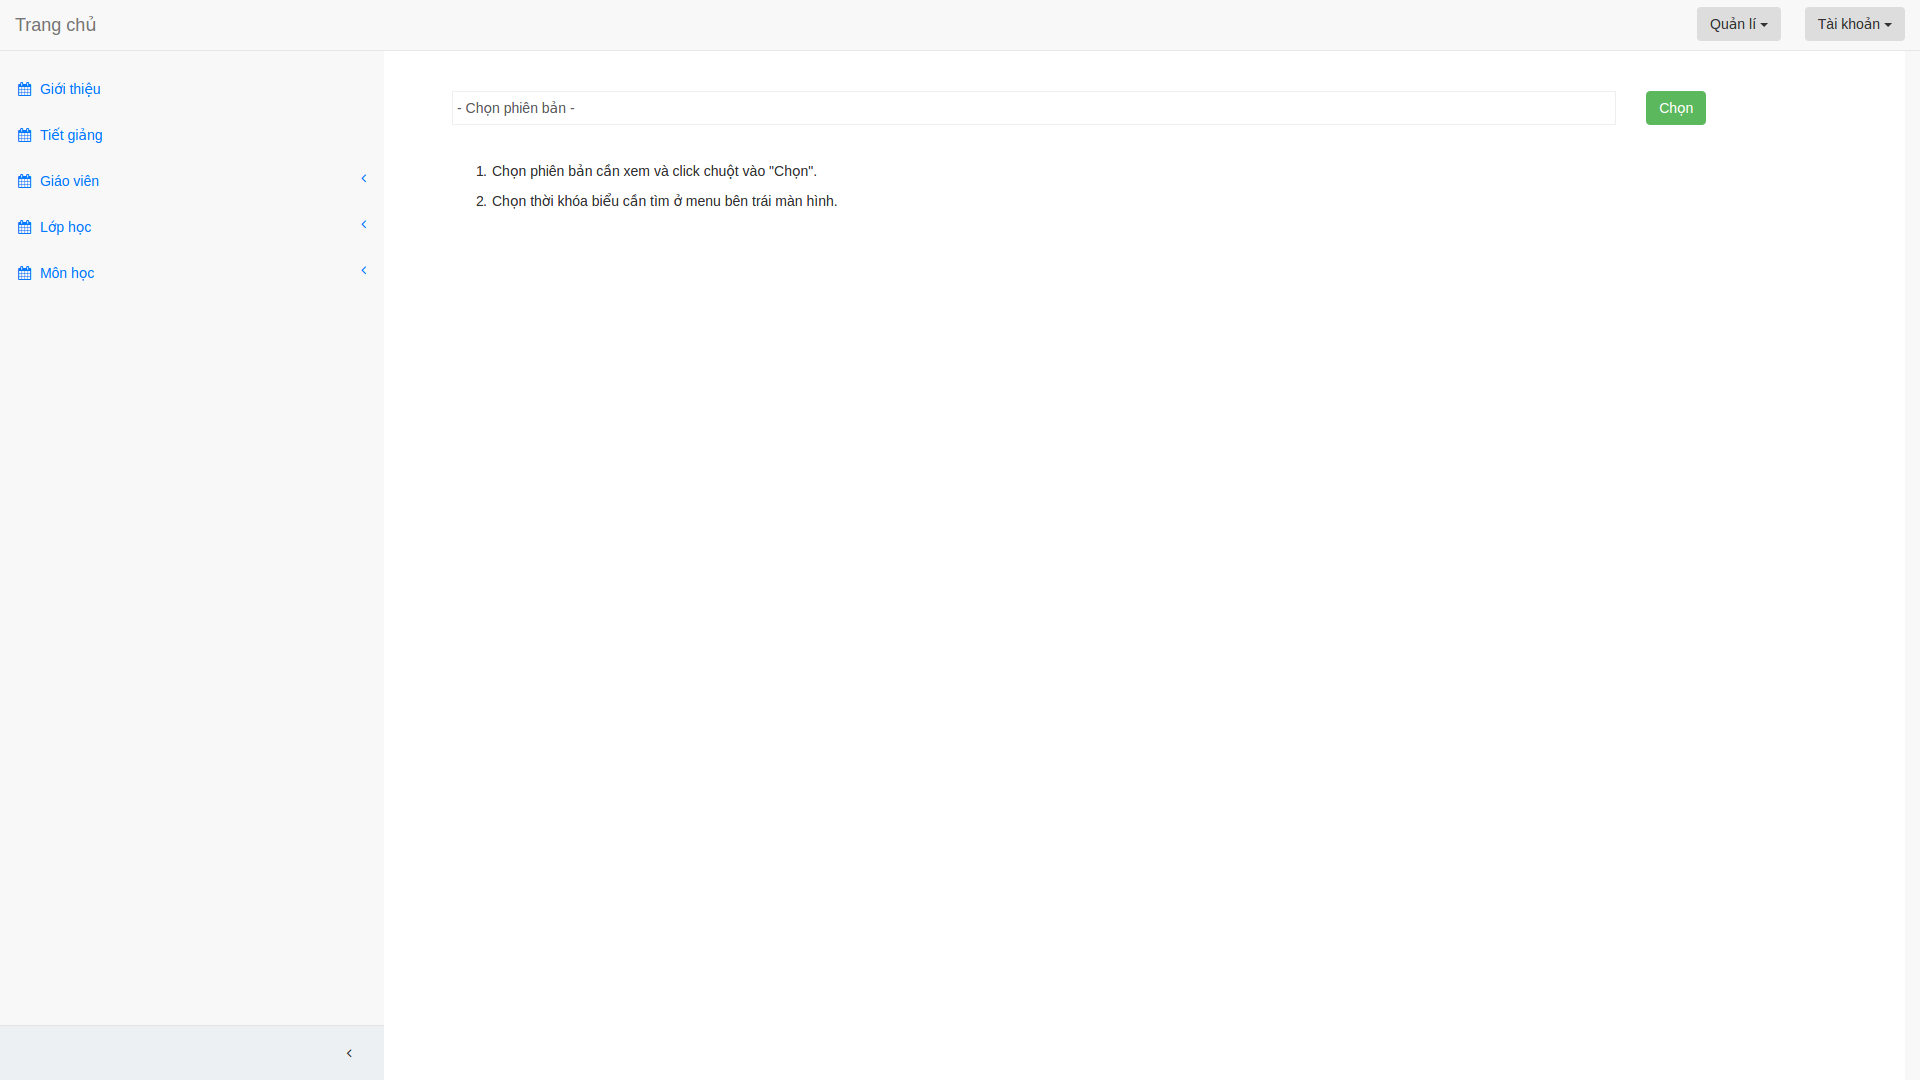 Trang chủ
Quản lí
Tài khoản
Giới thiệu
Tiết giảng
Giáo viên
Lớp học
Môn học
- Chọn phiên bản -
Chọn
1. Chọn phiên bản cần xem và click chuột vào "Chọn".
2. Chọn thời khóa biểu cần tìm ở menu bên trái màn hình.